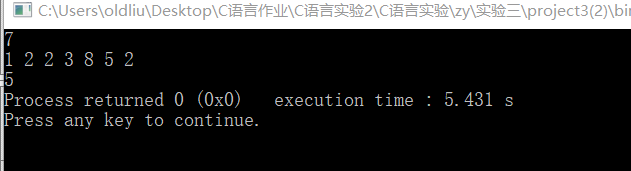 C:\Users\oldliu\Desktop\C语言作业\C语言实验2\C语言实验\zy\实验三\project3(2)\bin
7
1 2 2 3 8 5 2
5
Process returned 0 (0x0)   execution time : 5.431 s
Press any key to continue.